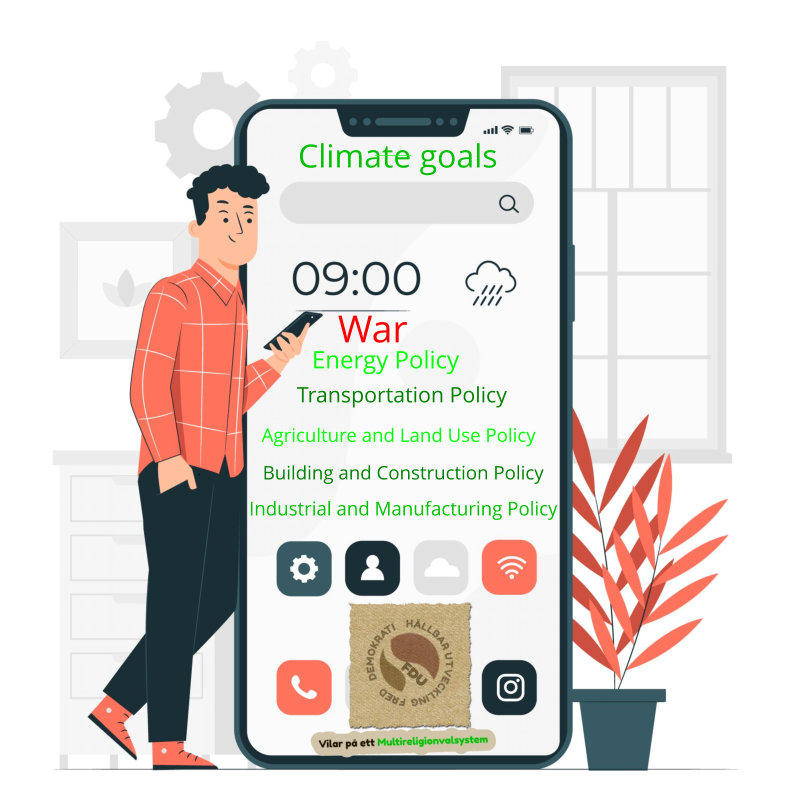 Climate goals
09:00
War
Energy Policy
Transportation Policy
Agriculture and Land Use Policy
Building and Construction Policy
Industrial and Manufacturing Policy
DEMOKRATI HÅLLBAR UTVECKLING FRED
FDU
Vilar på ett Multireligionvalsystem